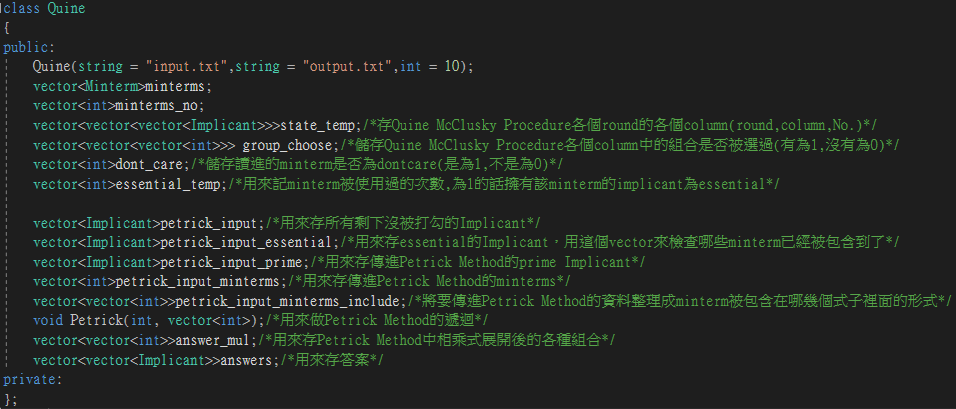 class Quine
{
public:
Quine(string = "input.txt",string = "output.txt",int = 10);
vector<Minterm>minterms;
vector<int>minterms_no;
vector<vector<vector<Implicant>>>state_temp;/*存Quine McClusky Procedure各個round的各個column(round,column,No.)*/
vector<vector<vector<int>>> group_choose;/*儲存Quine McClusky Procedure各個column中的組合是否被選過(有為1,沒有為0)*/
vector<int>dont_care;/*儲存讀進的minterm是否為dontcare(是為1,不是為0)*/
vector<int>essential_temp;/*用來記minterm被使用過的次數,為1的話擁有該minterm的implicant為essential*/
vector<Implicant>petrick_input;/*用來存所有剩下沒被打勾的Implicant*/
vector<Implicant>petrick_input_essential;/*用來存essential的Implicant，用這個vector來檢查哪些minterm已經被包含到了*/
vector<Implicant>petrick_input_prime;/*用來存傳進Petrick Method的prime Implicant*/
vector<int>petrick_input_minterms;/*用來存傳進Petrick Method的minterms*/
vector<vector<int>>petrick_input_minterms_include;/*將要傳進Petrick Method的資料整理成minterm被包含在哪幾個式子裡面的形式*/
void Petrick(int, vector<int>);/*用來做Petrick Method的遞迴*/
vector<vector<int>>answer_mul;/*用來存Petrick Method中相乘式展開後的各種組合*/
vector<vector<Implicant>>answers;/*用來存答案*/
private:
};